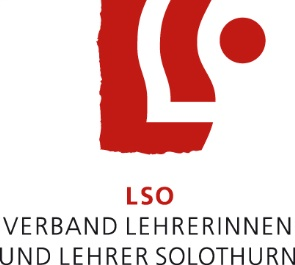 LSO
VERBAND LEHRERINNEN
UND LEHRER SOLOTHURN